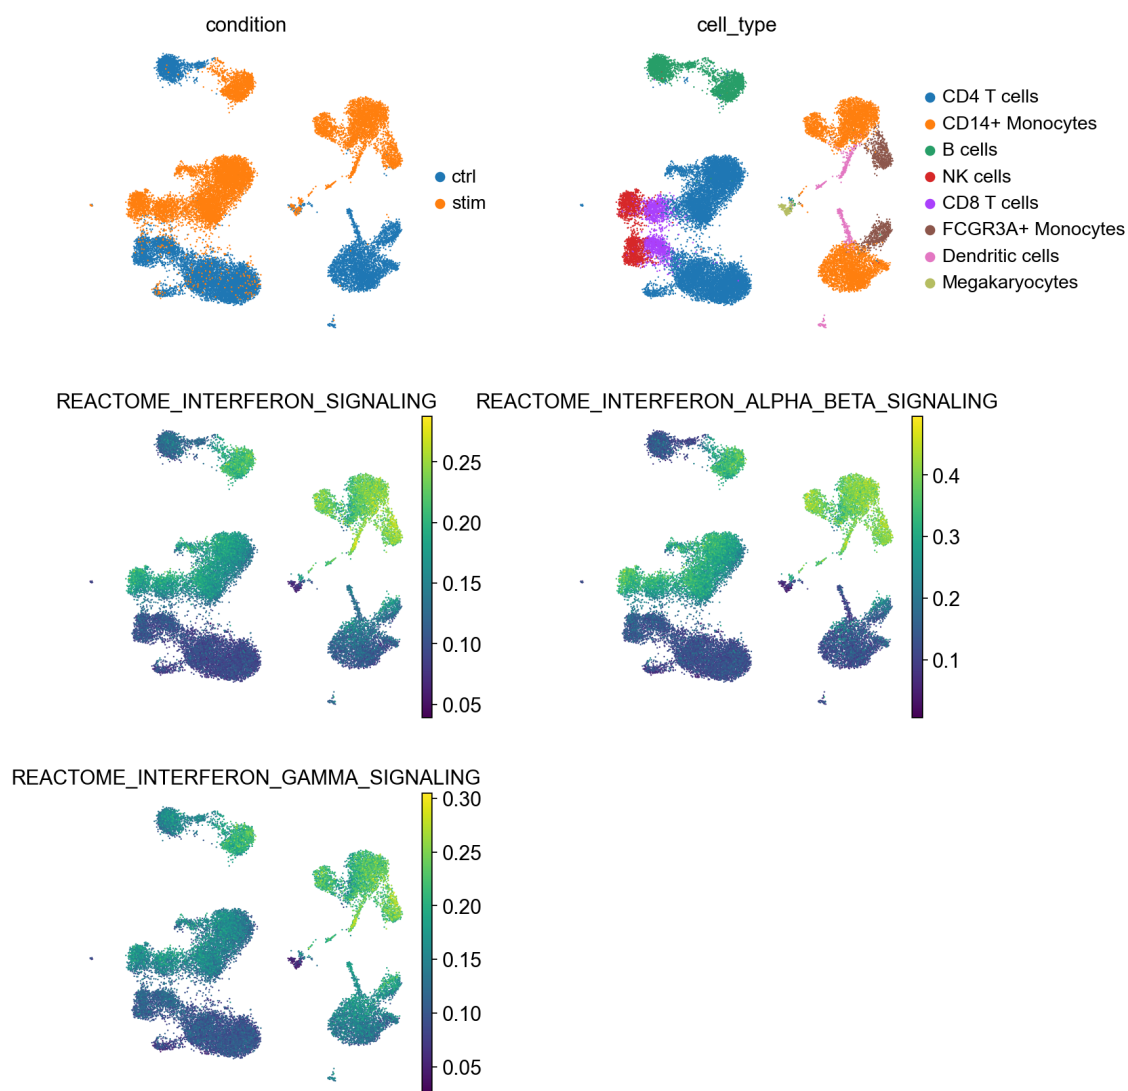 condition
ctrl
stim
cell_type
CD4 T cells
CD14+ Monocytes
B cells
NK cells
CD8 T cells
FCGR3A+ Monocytes
Dendritic cells
Megakaryocytes
REACTOME_INTERFERON_SIGNALING
0.25
0.20
0.15
0.10
0.05
REACTOME_INTERFERON_ALPHA_BETA_SIGNALING
0.4
0.3
0.2
0.1
REACTOME_INTERFERON_GAMMA_SIGNALING
0.30
0.25
0.20
0.15
0.10
0.05